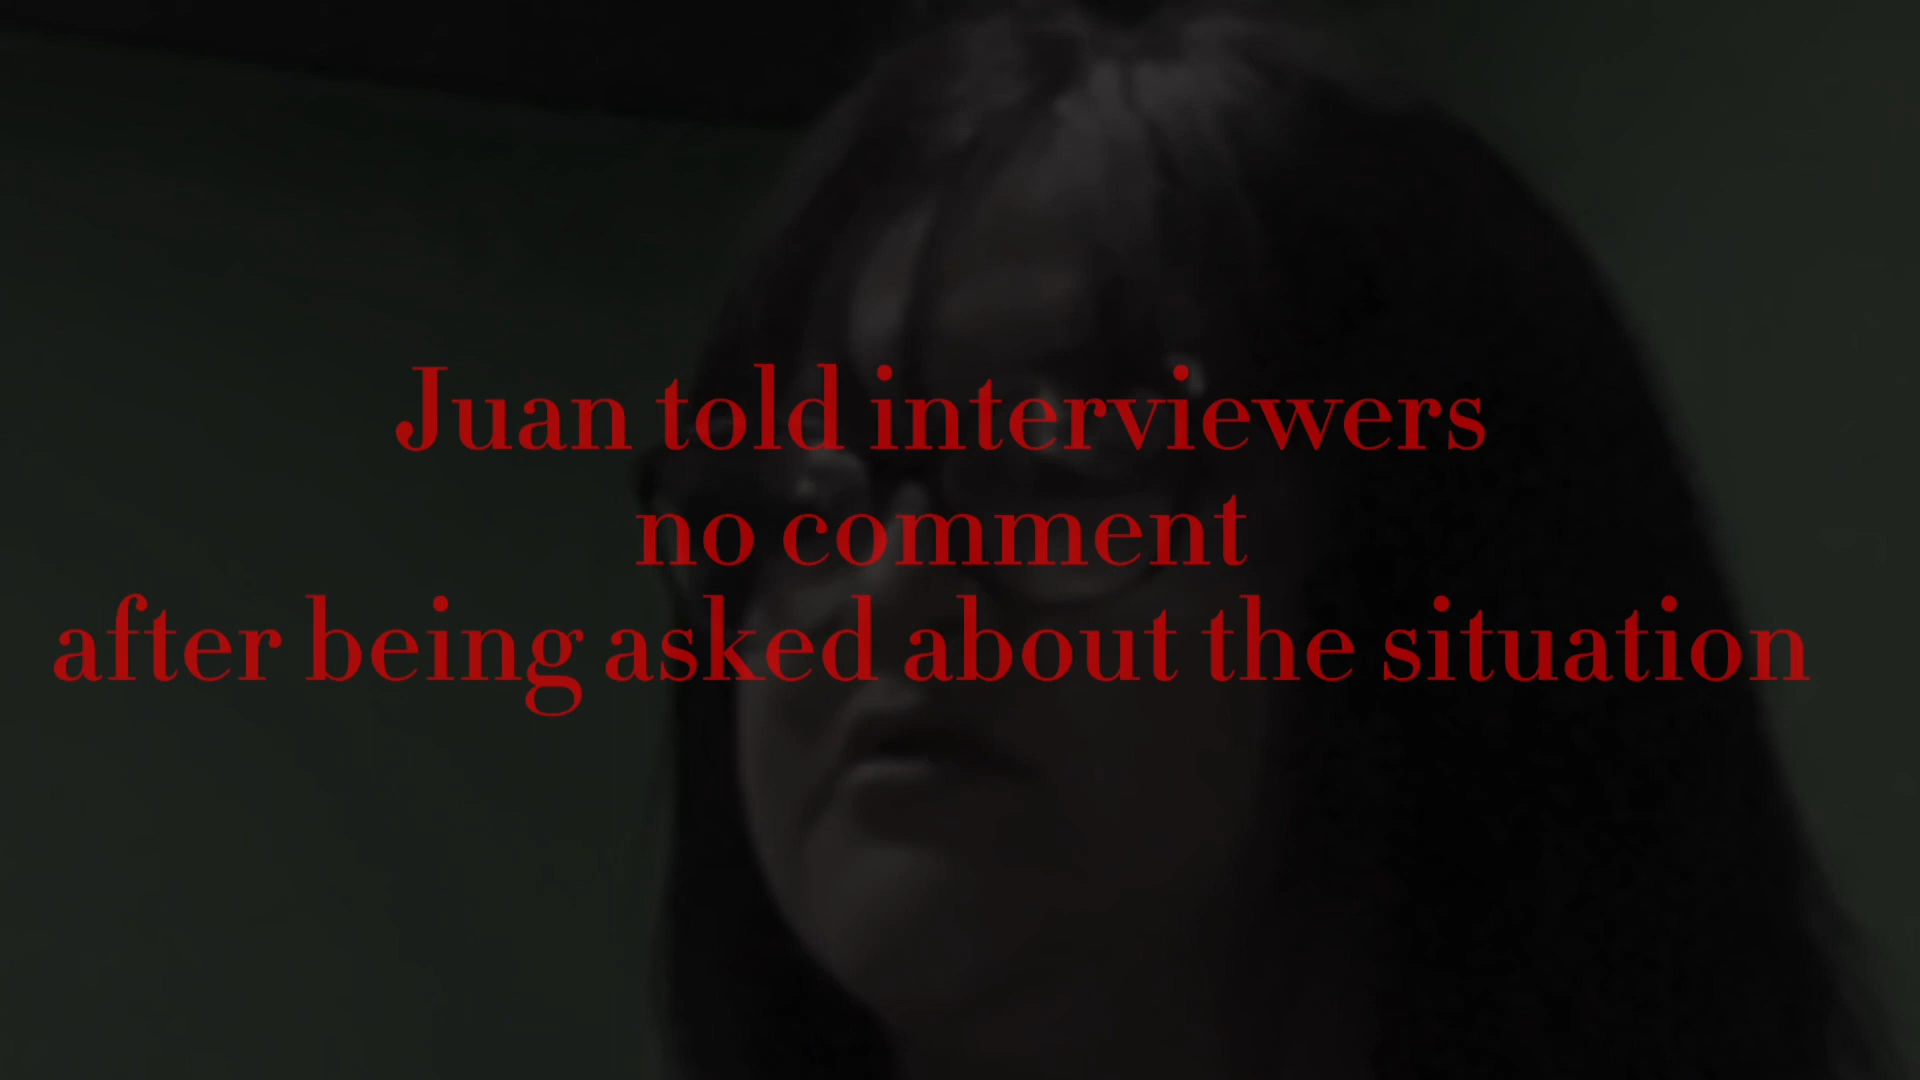 Juan told interviewers
no comment
after being asked about the situation